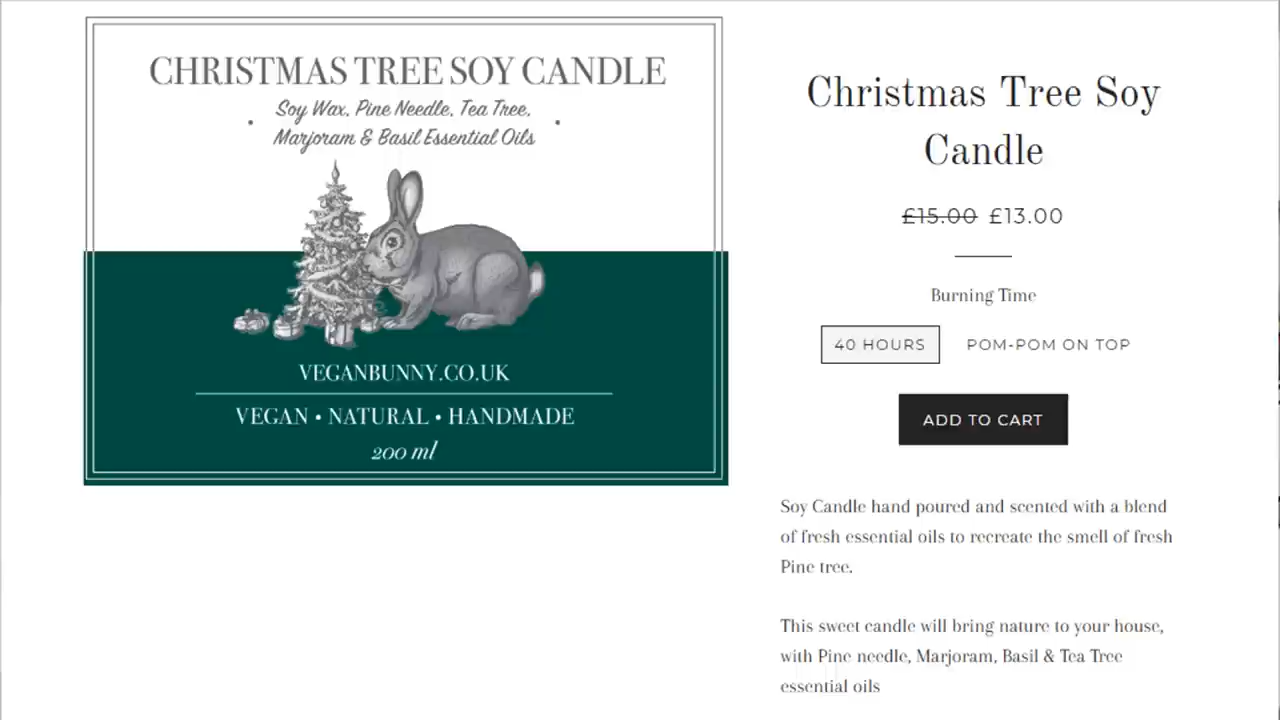 CHRISTMAS TREE SOY CANDLE
Soy Wax, Pine Needle, Tea Tree,
• Marjoram & Basil Essential Oils •
VEGANBUNNY.CO.UK
VEGAN • NATURAL • HANDMADE
200 ml
Christmas Tree Soy
Candle
£15.00 £13.00
Burning Time
40 HOURS POM-POM ON TOP
ADD TO CART
Soy Candle hand poured and scented with a blend
of fresh essential oils to recreate the smell of fresh
Pine tree.
This sweet candle will bring nature to your house,
with Pine needle, Marjoram, Basil & Tea Tree
essential oils